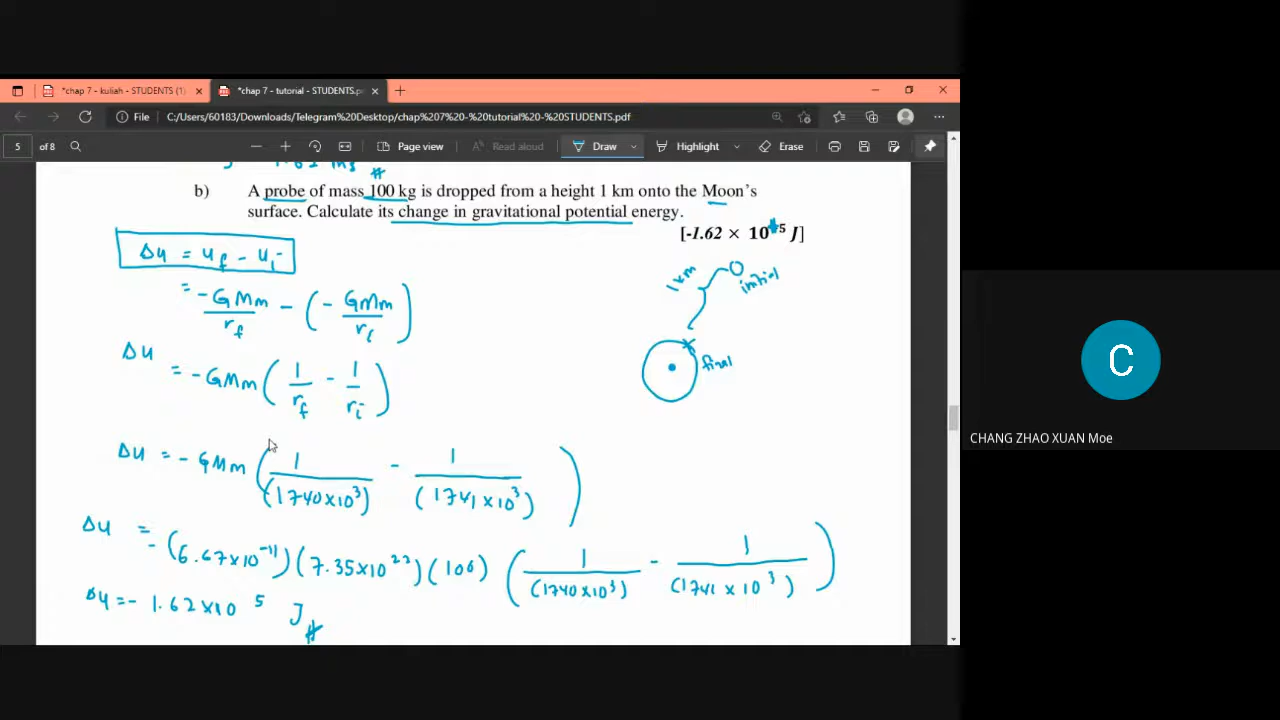 *chap 7 - kuliah - STUDENTS (1)
*chap 7 - tutorial - STUDENTS.p
File C:/Users/60183/Downloads/Telegram%20Desktop/chap%207%20-%20tutorial%20-%20STUDENTS.pdf
5 of 8 Page view Read aloud Draw Highlight Erase
b) A probe of mass 100 kg is dropped from a height 1 km onto the Moon's
surface. Calculate its change in gravitational potential energy.
[-1.62 × 10 5 J]
Δu = u_f - u_i
= -GMm/r_f - (-GMm/r_i)
1 km
initial
final
Δu
= -GMm (1/r_f - 1/r_i)
Δu = -GMm (1/(1740×10³) - 1/(1741×10³))
Δu = -(6.67×10⁻¹¹)(7.35×10²²)(100) (1/(1740×10³) - 1/(1741×10³))
Δu = -1.62×10⁵ J #
C
CHANG ZHAO XUAN Moe